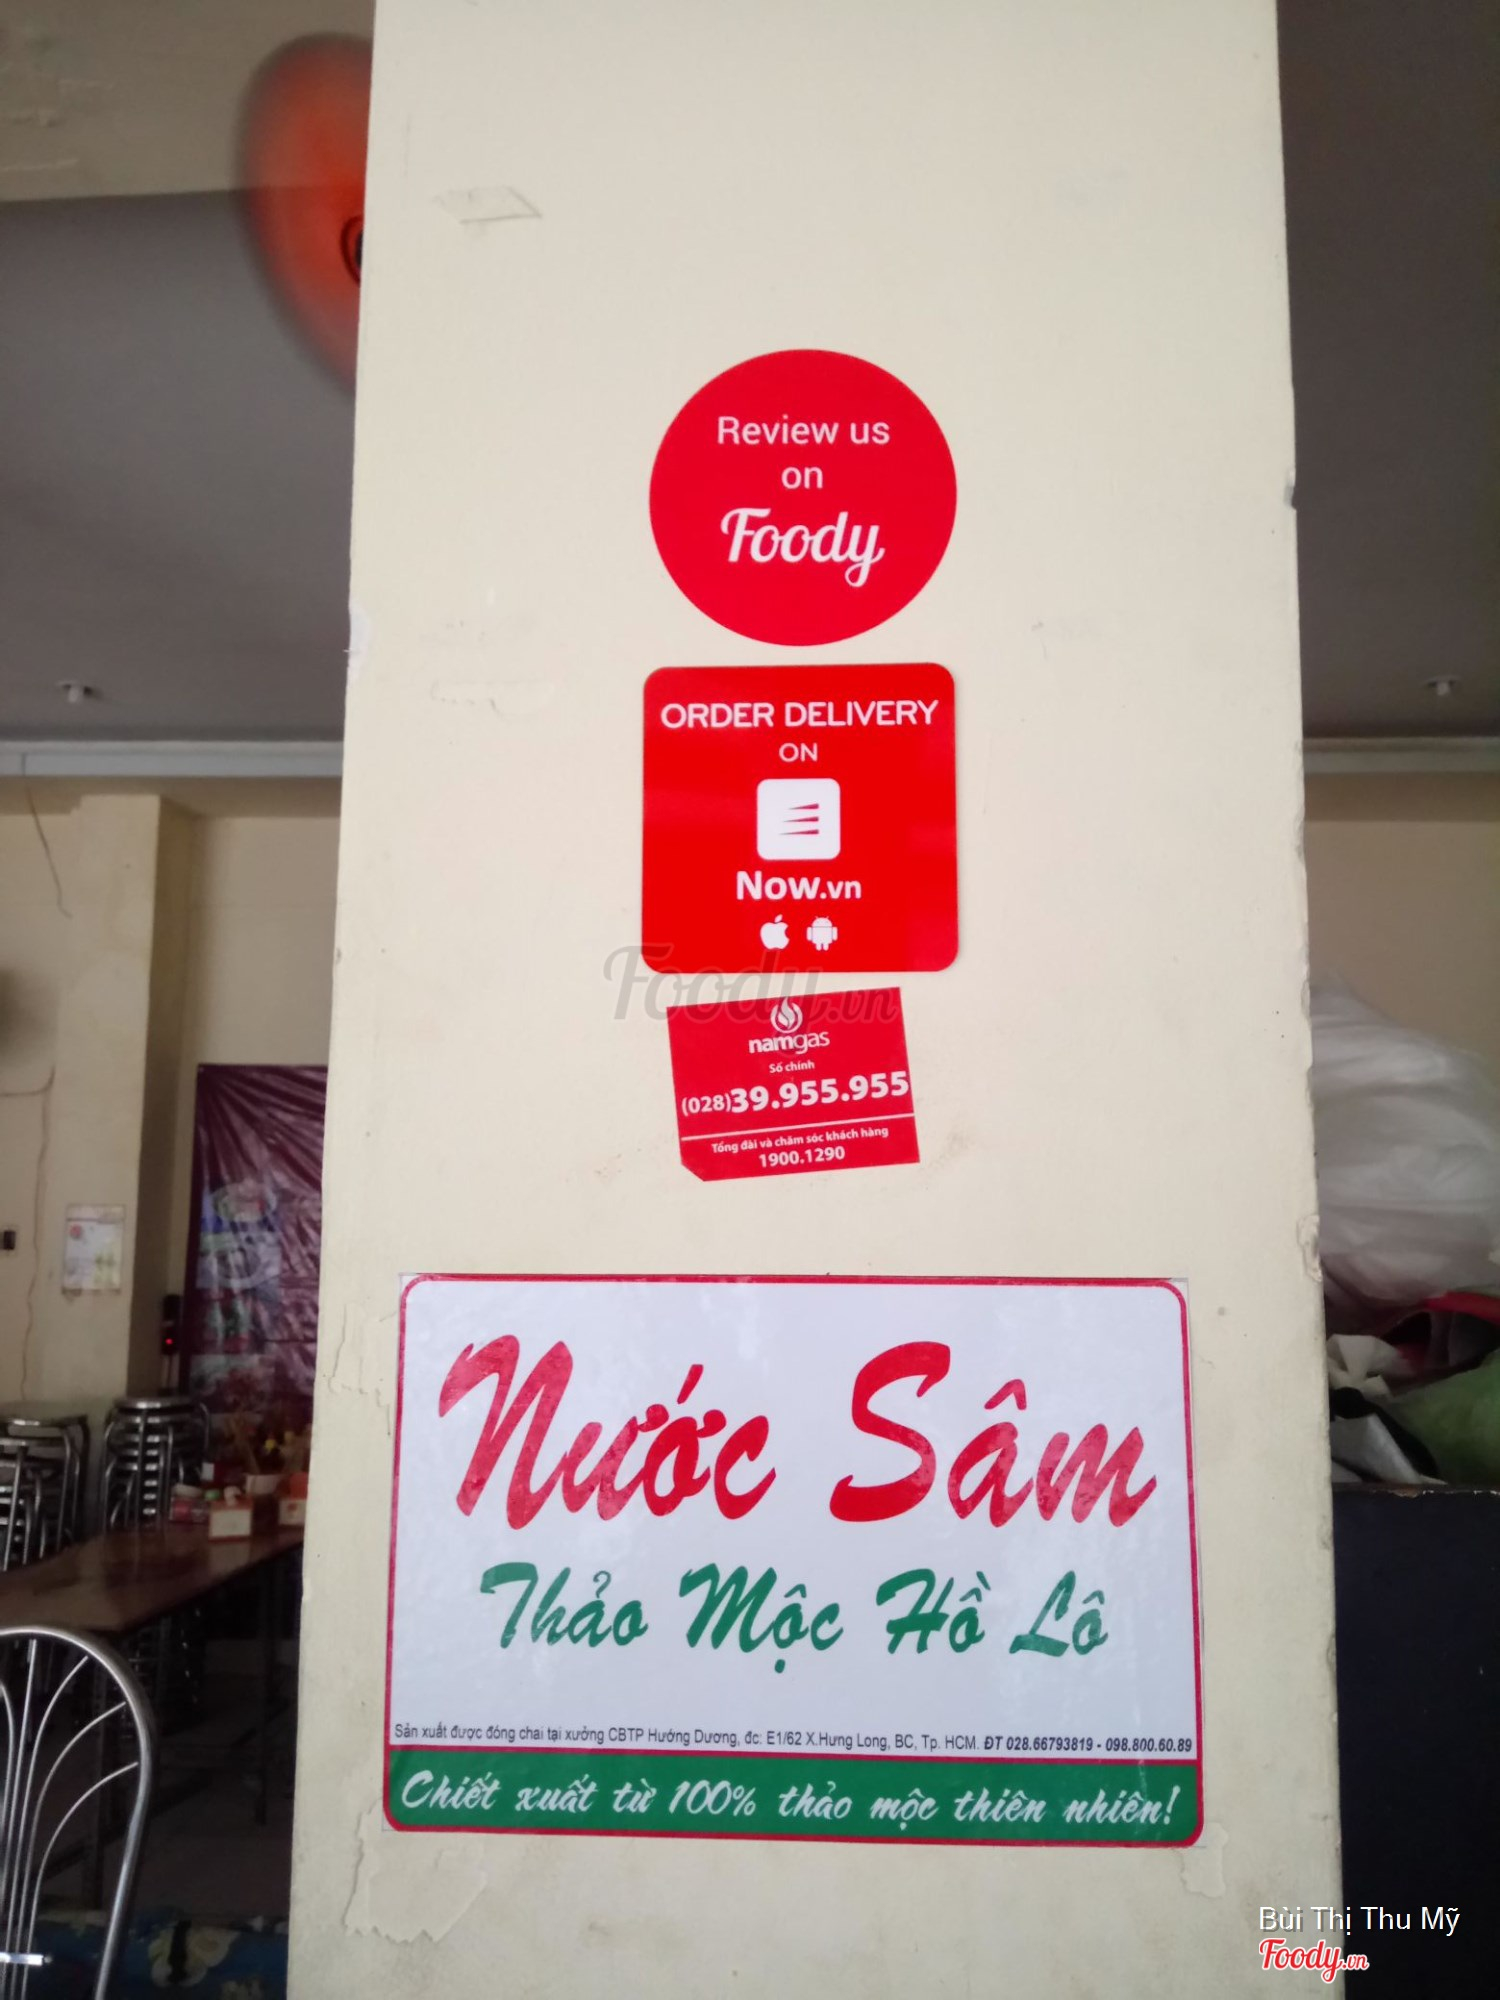 Review us
on
Foody
ORDER DELIVERY
ON
Now.vn
Foody.vn
namgas
Số chính
(028)39.955.955
Tổng đài và chăm sóc khách hàng
1900.1290
Nước Sâm
Thảo Mộc Hồ Lô
Sản xuất được đóng chai tại xưởng CBTP Hướng Dương, đc: E1/62 X.Hưng Long, BC, Tp. HCM. ĐT 028.66793819 - 098.800.60.89
Chiết xuất từ 100% thảo mộc thiên nhiên!
Bùi Thị Thu Mỹ
Foody.vn